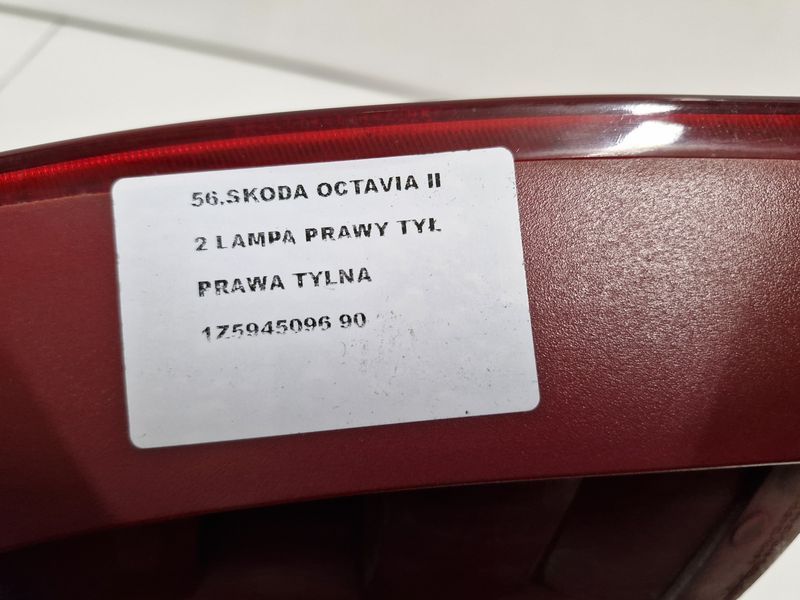 56.SKODA OCTAVIA II
2 LAMPA PRAWY TYŁ
PRAWA TYLNA
1Z5945096 90